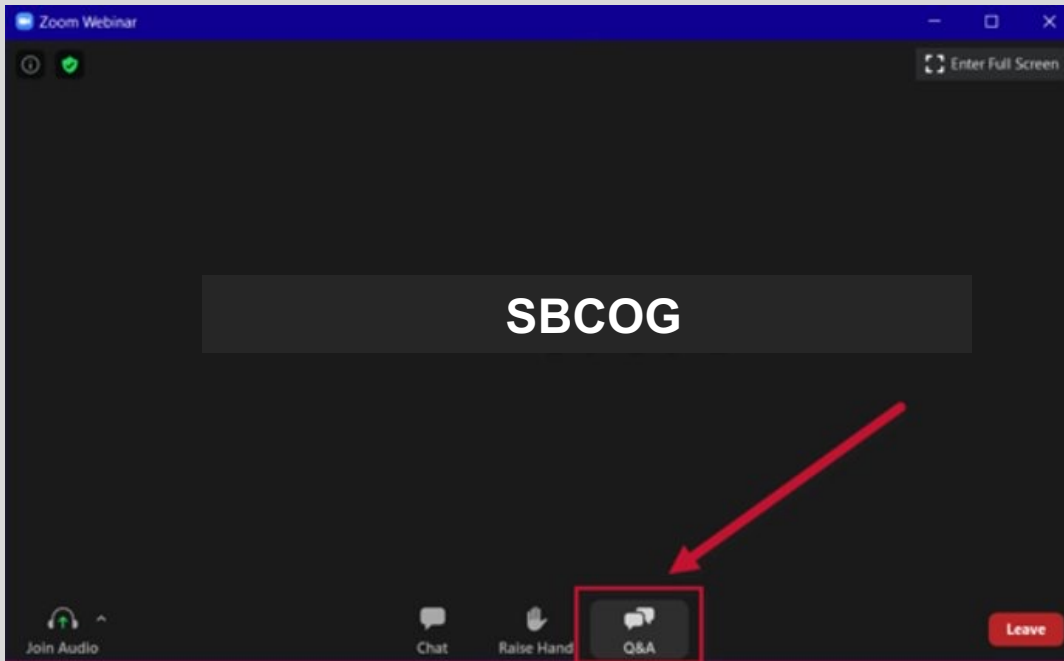 Zoom Webinar
Enter Full Screen
SBCOG
Join Audio
Chat
Raise Hand
Q&A
Leave